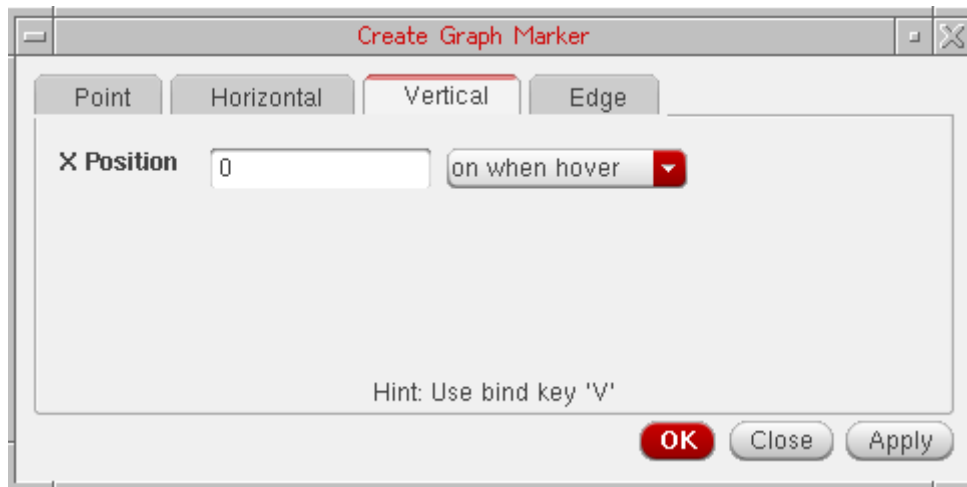 Create Graph Marker
Point Horizontal Vertical Edge
X Position 0 on when hover
Hint: Use bind key 'V'
OK Close Apply